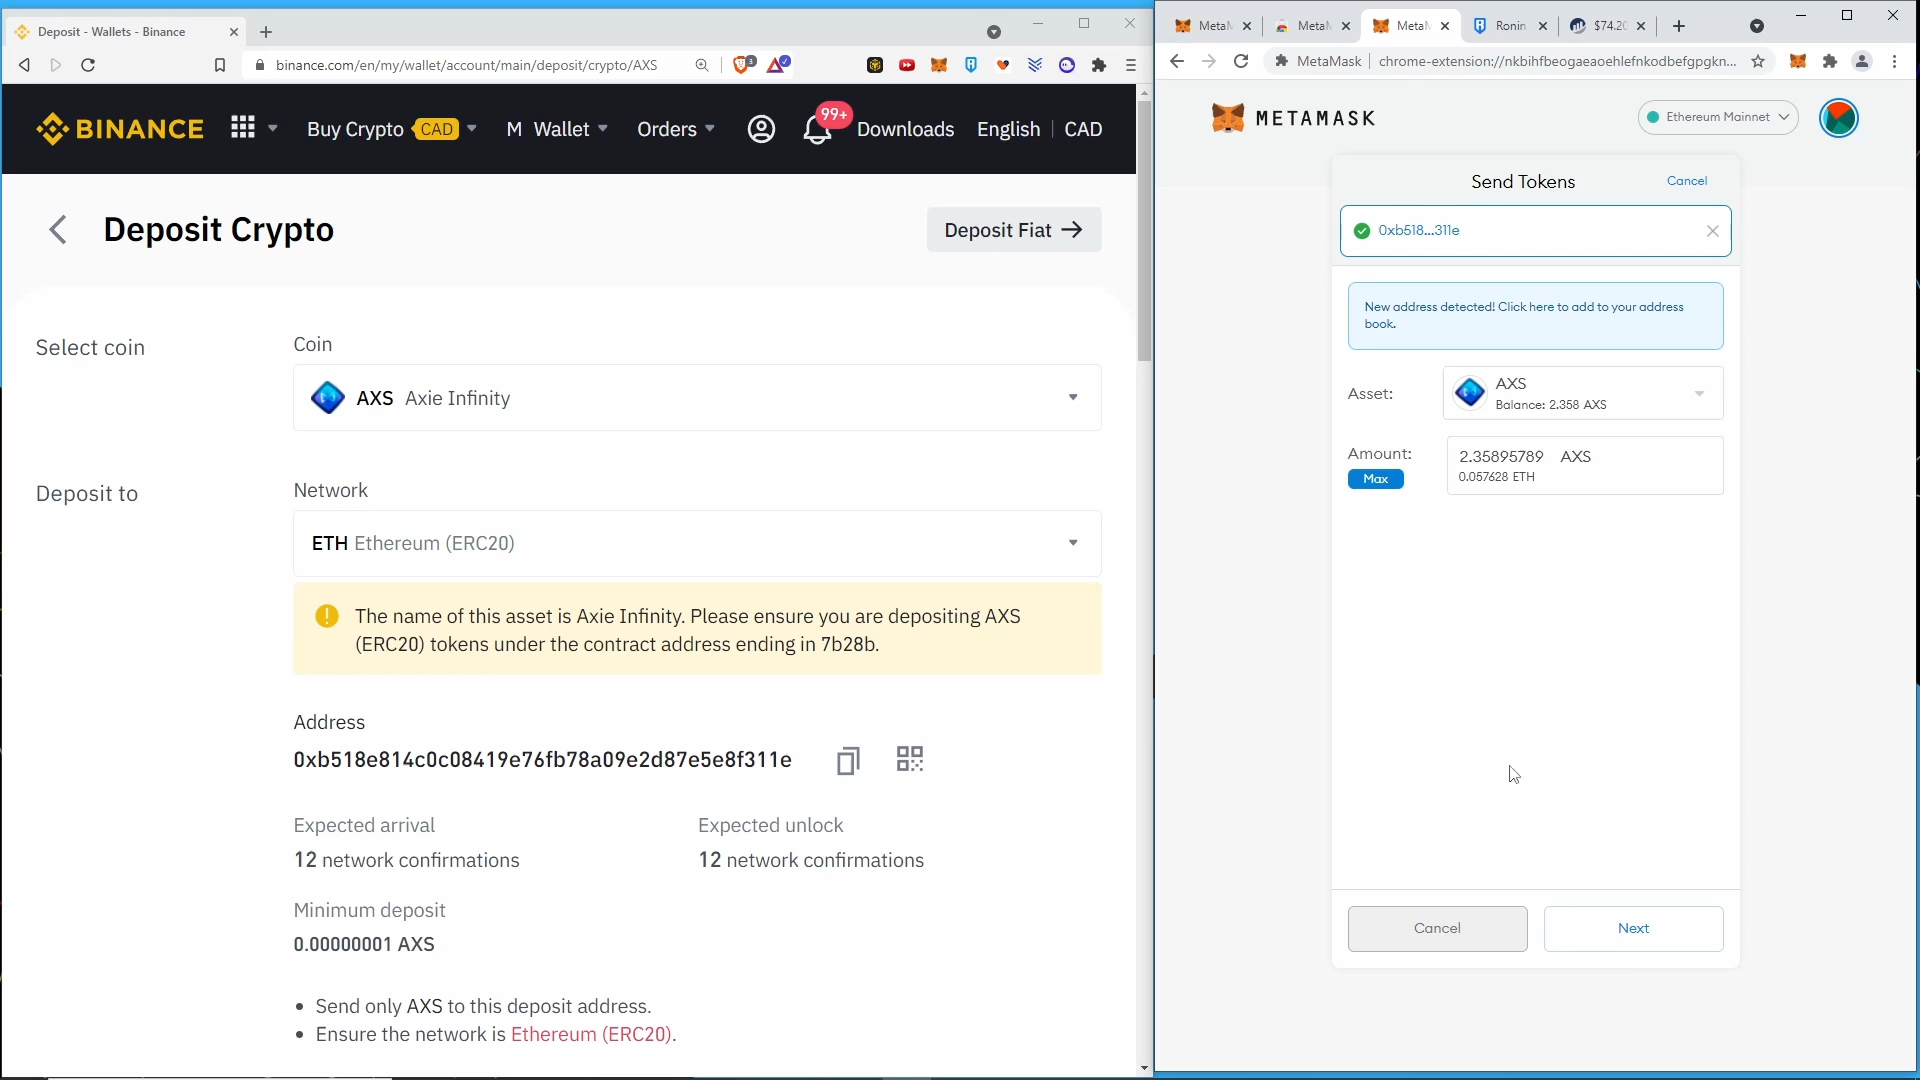 Deposit - Wallets - Binance
binance.com/en/my/wallet/account/main/deposit/crypto/AXS
3
BINANCE
Buy Crypto CAD
M Wallet
Orders
99+
Downloads
English
CAD
Deposit Crypto
Deposit Fiat
Select coin
Coin
AXS Axie Infinity
Deposit to
Network
ETH Ethereum (ERC20)
The name of this asset is Axie Infinity. Please ensure you are depositing AXS
(ERC20) tokens under the contract address ending in 7b28b.
Address
0xb518e814c0c08419e76fb78a09e2d87e5e8f311e
Expected arrival
12 network confirmations
Expected unlock
12 network confirmations
Minimum deposit
0.00000001 AXS
Send only AXS to this deposit address.
Ensure the network is Ethereum (ERC20).
MetaM
MetaM
MetaM
Ronin
$74.20
MetaMask
chrome-extension://nkbihfbeogaeaoehlefnkodbefgpgkn...
METAMASK
Ethereum Mainnet
Send Tokens
Cancel
0xb518...311e
New address detected! Click here to add to your address
book.
Asset:
AXS
Balance: 2.358 AXS
Amount:
Max
2.35895789 AXS
0.057628 ETH
Cancel
Next